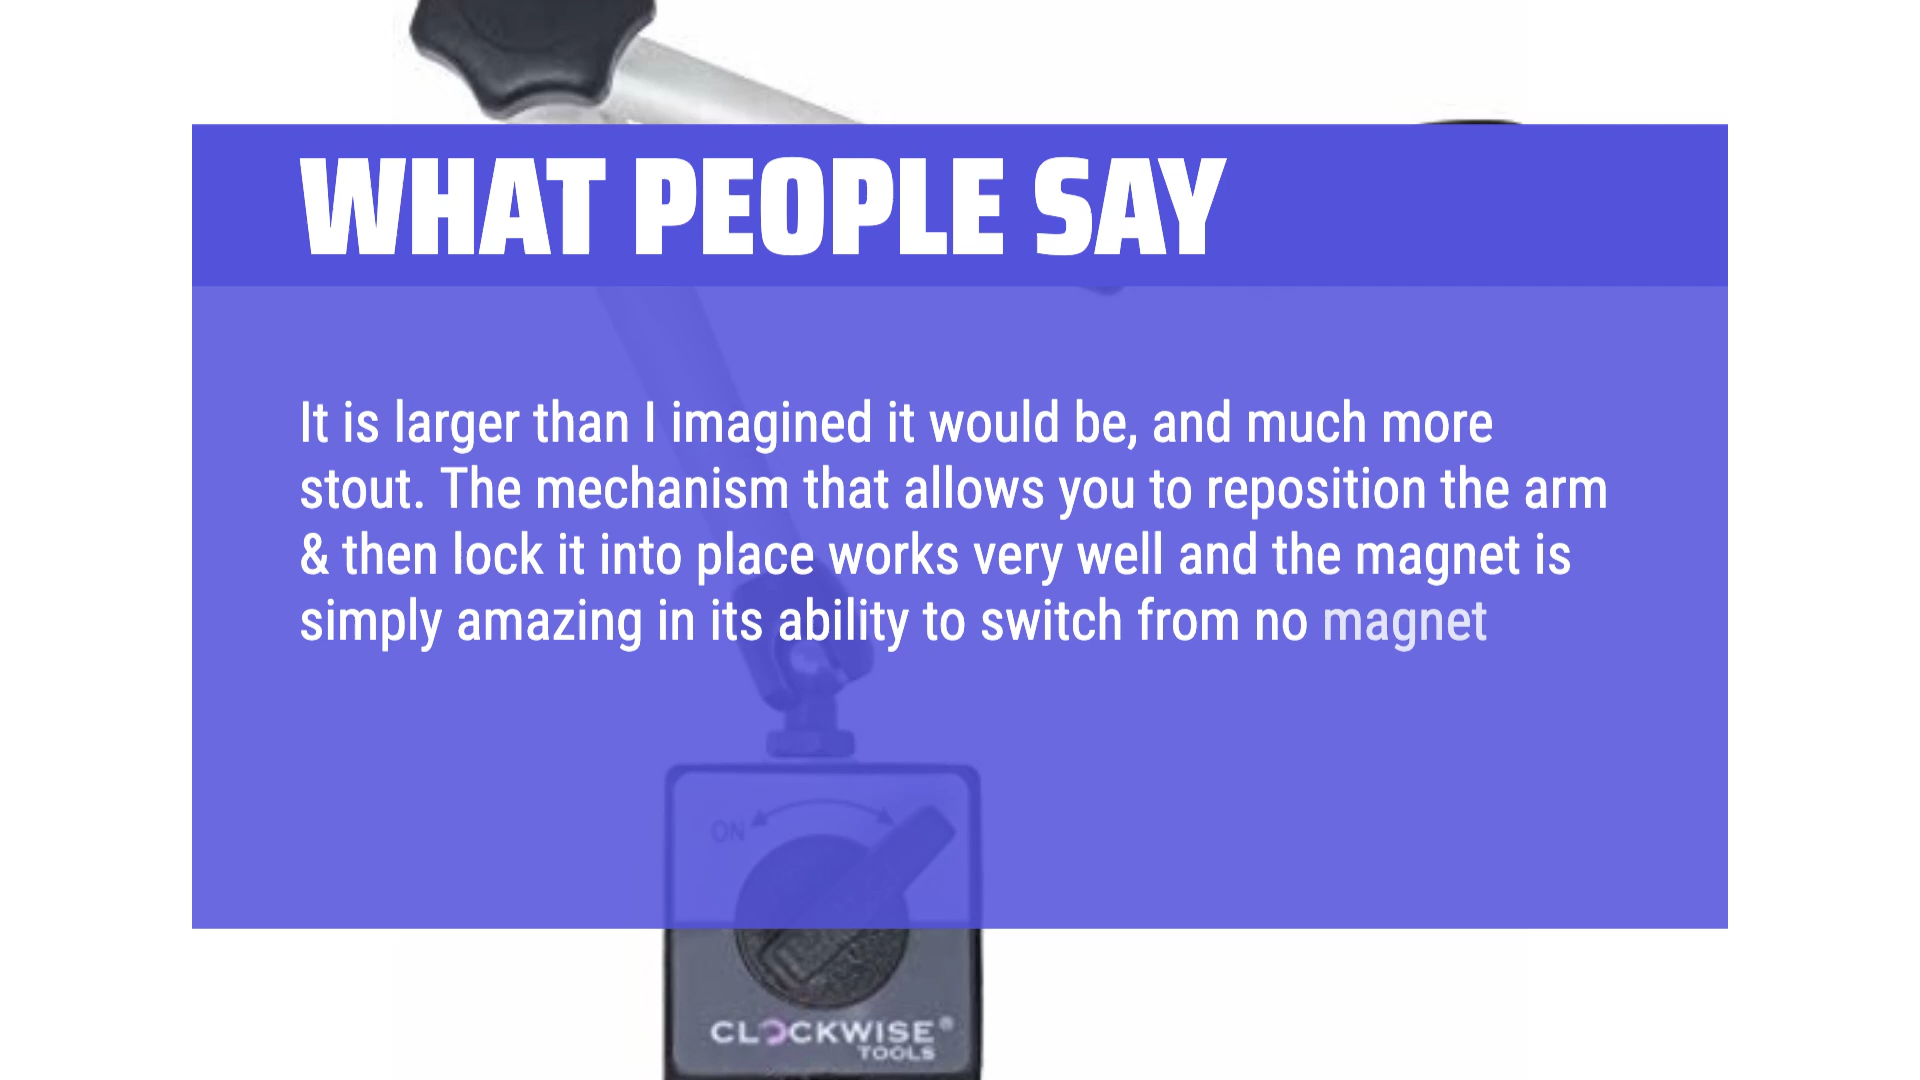 WHAT PEOPLE SAY
It is larger than I imagined it would be, and much more
stout. The mechanism that allows you to reposition the arm
& then lock it into place works very well and the magnet is
simply amazing in its ability to switch from no magnet
ON
CLOCKWISE®
TOOLS